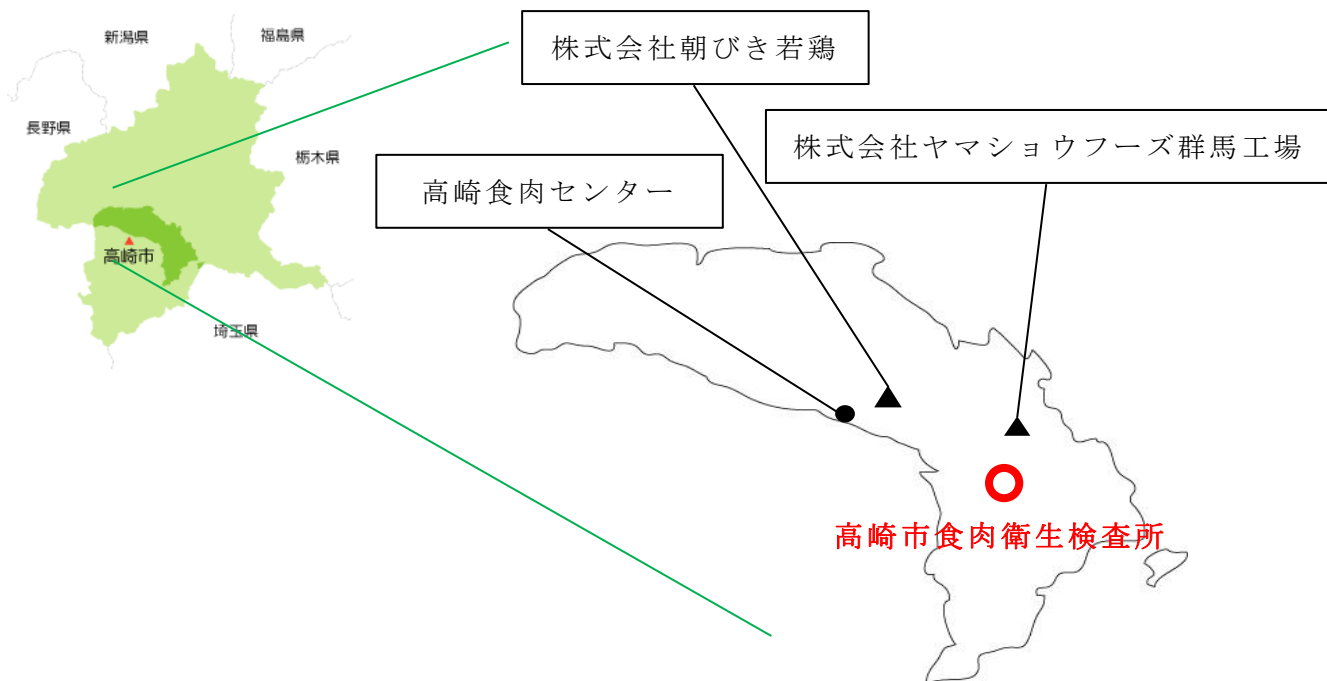 新潟県
福島県
長野県
栃木県
高崎市
埼玉県
株式会社朝びき若鶏
株式会社ヤマショウフーズ群馬工場
高崎食肉センター
高崎市食肉衛生検査所